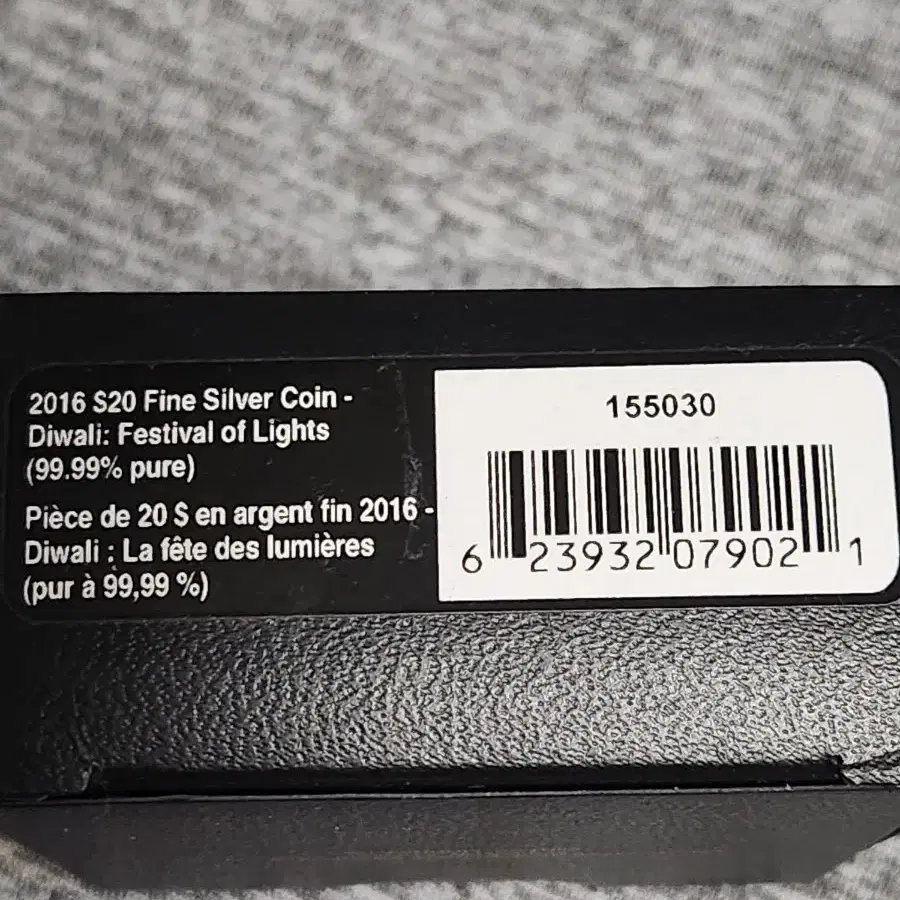 2016 $20 Fine Silver Coin -
Diwali: Festival of Lights
(99.99% pure)
Pièce de 20 $ en argent fin 2016 -
Diwali : La fête des lumières
(pur à 99,99 %)
155030
6 23932 07902 1